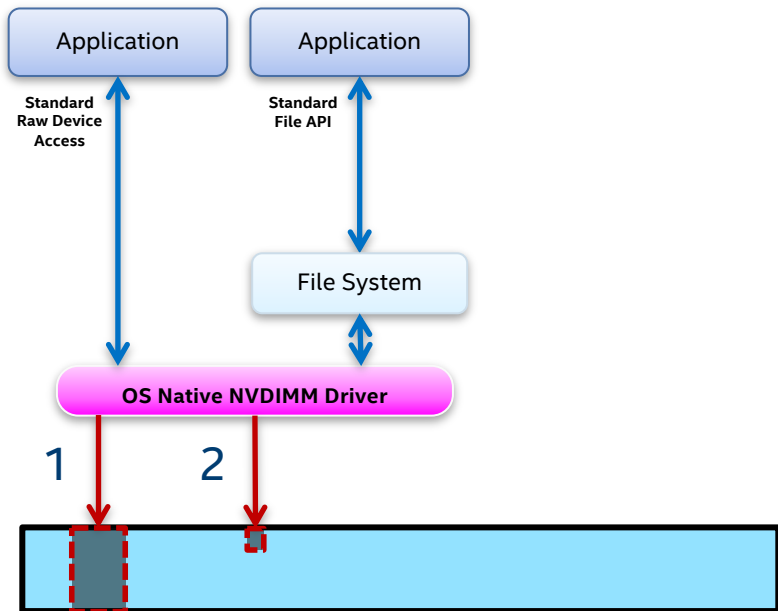 Application
Application
Standard
Raw Device
Access
Standard
File API
File System
OS Native NVDIMM Driver
1
2